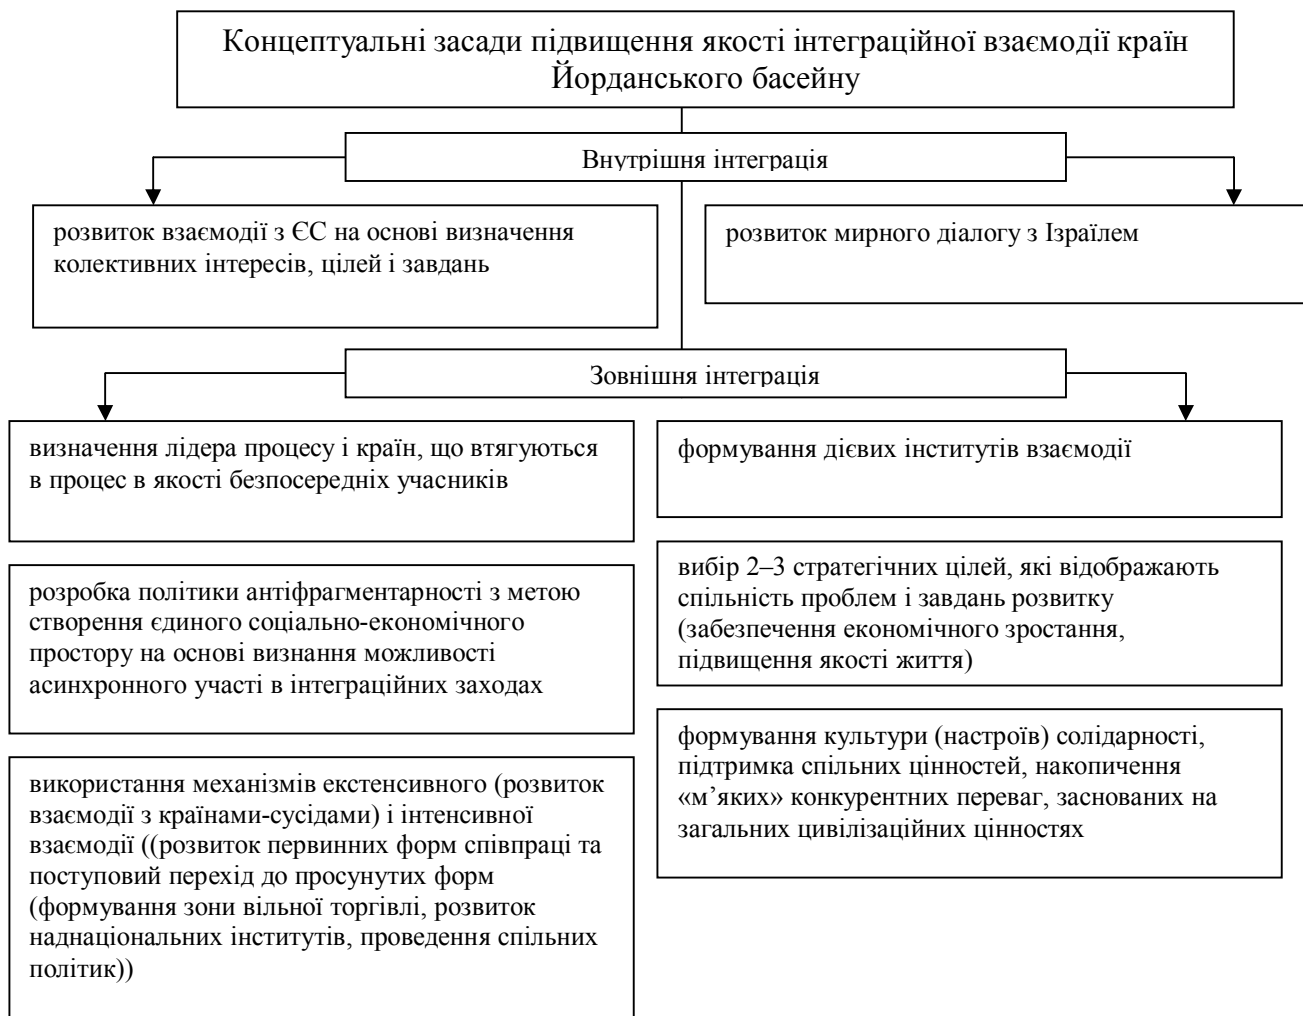 Концептуальні засади підвищення якості інтеграційної взаємодії країн
Йорданського басейну
Внутрішня інтеграція
розвиток взаємодії з ЄС на основі визначення
колективних інтересів, цілей і завдань
розвиток мирного діалогу з Ізраїлем
Зовнішня інтеграція
визначення лідера процесу і країн, що втягуються
в процес в якості безпосередніх учасників
розробка політики антіфрагментарності з метою
створення єдиного соціально-економічного
простору на основі визнання можливості
асинхронного участі в інтеграційних заходах
використання механізмів екстенсивного (розвиток
взаємодії з країнами-сусідами) і інтенсивної
взаємодії ((розвиток первинних форм співпраці та
поступовий перехід до просунутих форм
(формування зони вільної торгівлі, розвиток
наднаціональних інститутів, проведення спільних
політик))
формування дієвих інститутів взаємодії
вибір 2–3 стратегічних цілей, які відображають
спільність проблем і завдань розвитку
(забезпечення економічного зростання,
підвищення якості життя)
формування культури (настроїв) солідарності,
підтримка спільних цінностей, накопичення
«м’яких» конкурентних переваг, заснованих на
загальних цивілізаційних цінностях